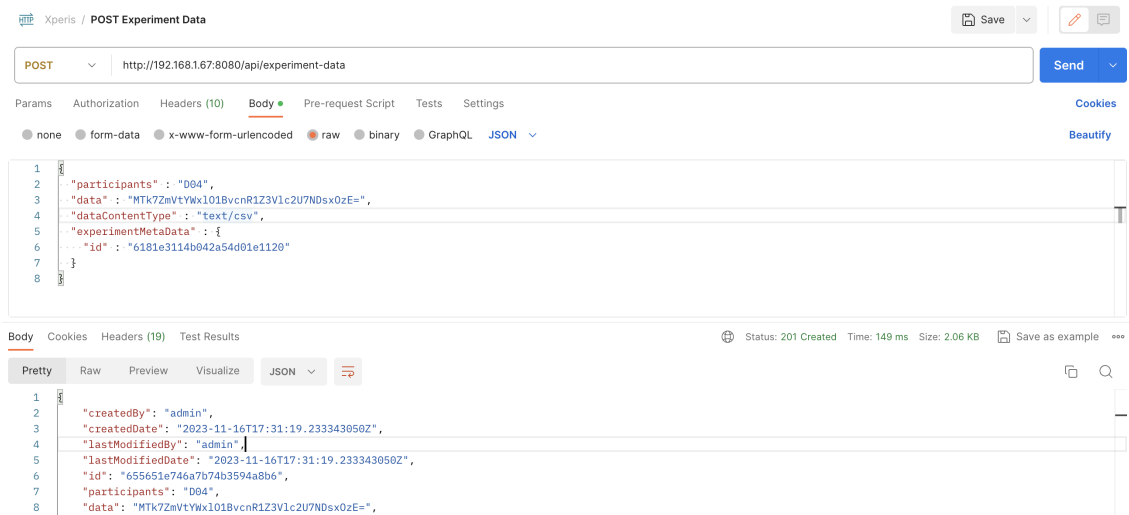 HTTP Xperis / POST Experiment Data Save
POST http://192.168.1.67:8080/api/experiment-data Send
Params Authorization Headers (10) Body Pre-request Script Tests Settings Cookies
none form-data x-www-form-urlencoded raw binary GraphQL JSON Beautify
1 {
2 "participants" : "D04",
3 "data" : "MTk7ZmVtYWxlO1BvcnR1Z3Vlc2U7NDsxOzE=",
4 "dataContentType" : "text/csv",
5 "experimentMetaData" : {
6 "id" : "6181e3114b042a54d01e1120"
7 }
8 }
Body Cookies Headers (19) Test Results Status: 201 Created Time: 149 ms Size: 2.06 KB Save as example
Pretty Raw Preview Visualize JSON
1 {
2 "createdBy": "admin",
3 "createdDate": "2023-11-16T17:31:19.233343050Z",
4 "lastModifiedBy": "admin",
5 "lastModifiedDate": "2023-11-16T17:31:19.233343050Z",
6 "id": "655651e746a7b74b3594a8b6",
7 "participants": "D04",
8 "data": "MTk7ZmVtYWxlO1BvcnR1Z3Vlc2U7NDsxOzE=",